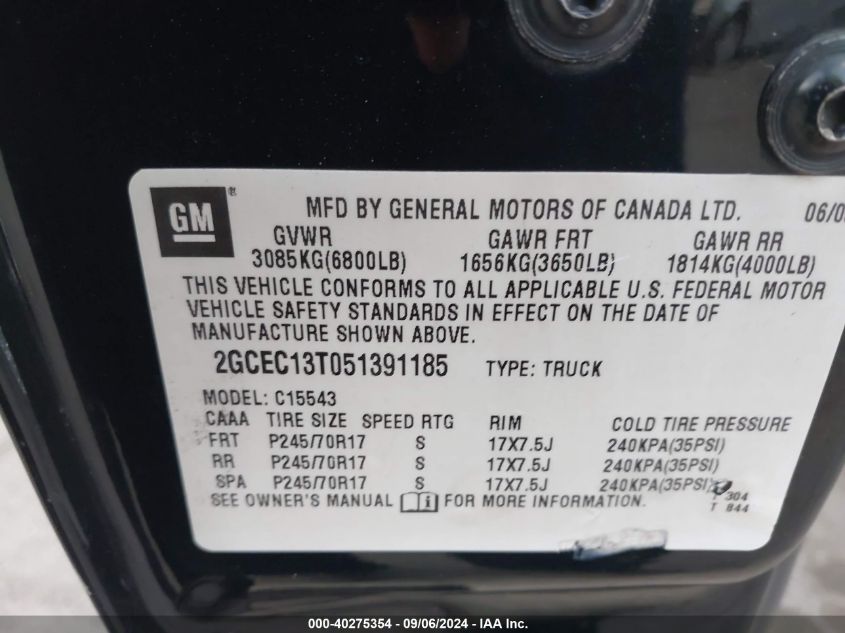 GM ®
MFD BY GENERAL MOTORS OF CANADA LTD. 06/0
GVWR GAWR FRT GAWR RR
3085KG(6800LB) 1656KG(3650LB) 1814KG(4000LB)
THIS VEHICLE CONFORMS TO ALL APPLICABLE U.S. FEDERAL MOTOR
VEHICLE SAFETY STANDARDS IN EFFECT ON THE DATE OF
MANUFACTURE SHOWN ABOVE.
2GCEC13T051391185 TYPE: TRUCK
MODEL: C15543
CAAA TIRE SIZE SPEED RTG RIM COLD TIRE PRESSURE
FRT P245/70R17 S 17X7.5J 240KPA(35PSI)
RR P245/70R17 S 17X7.5J 240KPA(35PSI)
SPA P245/70R17 S 17X7.5J 240KPA(35PSI)
SEE OWNER'S MANUAL i FOR MORE INFORMATION.
T 304
T 844
000-40275354 - 09/06/2024 - IAA Inc.